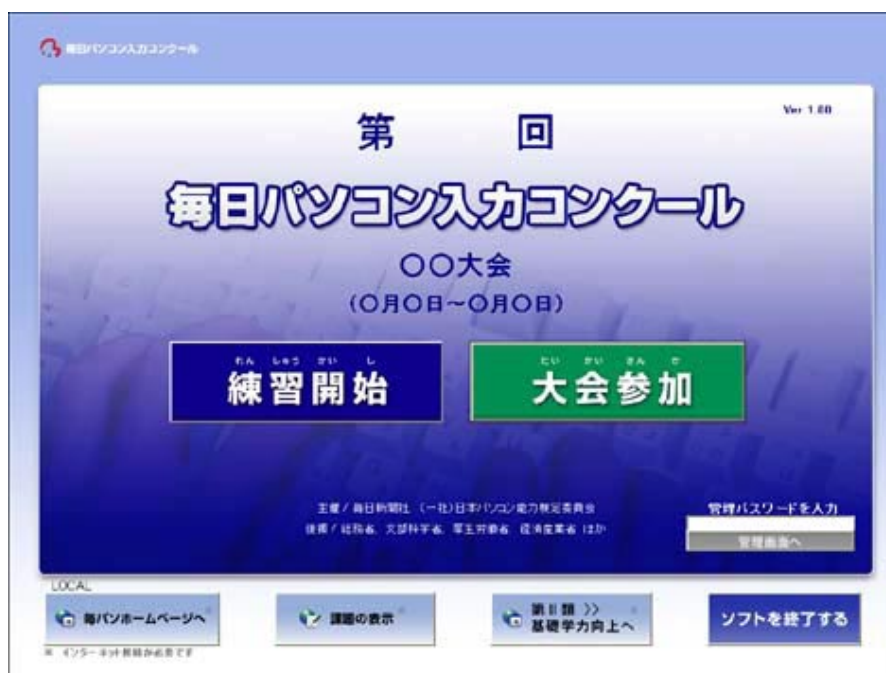 毎日パソコン入力コンクール
Ver 1.00
第 回
毎日パソコン入力コンクール
〇〇大会
(〇月〇日~〇月〇日)
れん しゅう かい し
練習開始
たい かい さん か
大会参加
主催/毎日新聞社 (一社)日本パソコン能力検定委員会
後援/総務省、文部科学省、厚生労働省 経済産業省 ほか
管理パスワードを入力
管理画面へ
LOCAL
毎パソホームページへ
※ インターネット接続が必要です
課題の表示
第Ⅱ類 >>
基礎学力向上へ
ソフトを終了する